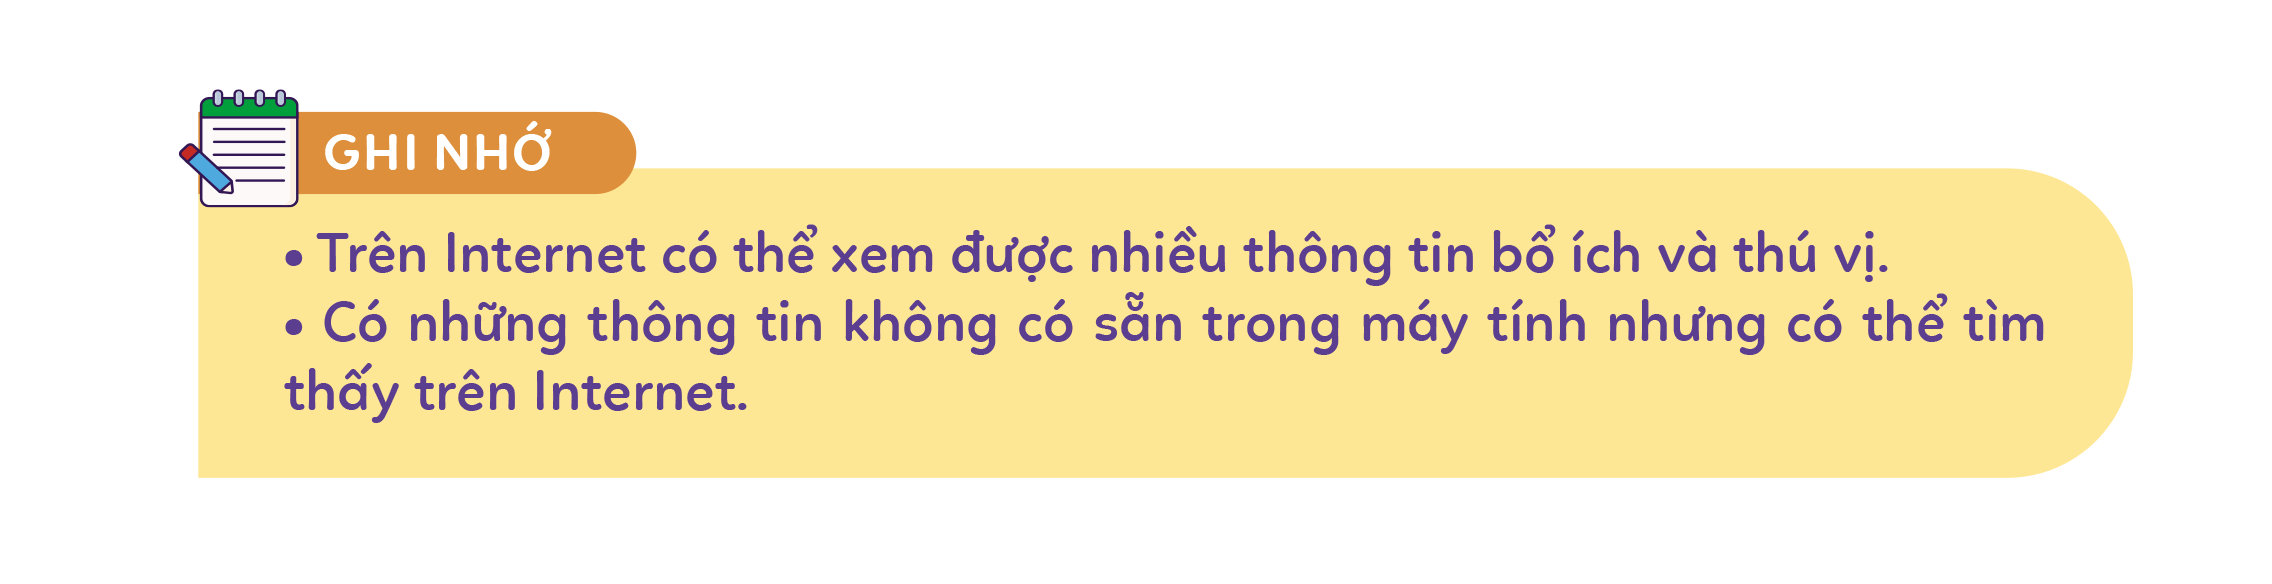 GHI NHỚ
• Trên Internet có thể xem được nhiều thông tin bổ ích và thú vị.
• Có những thông tin không có sẵn trong máy tính nhưng có thể tìm
thấy trên Internet.